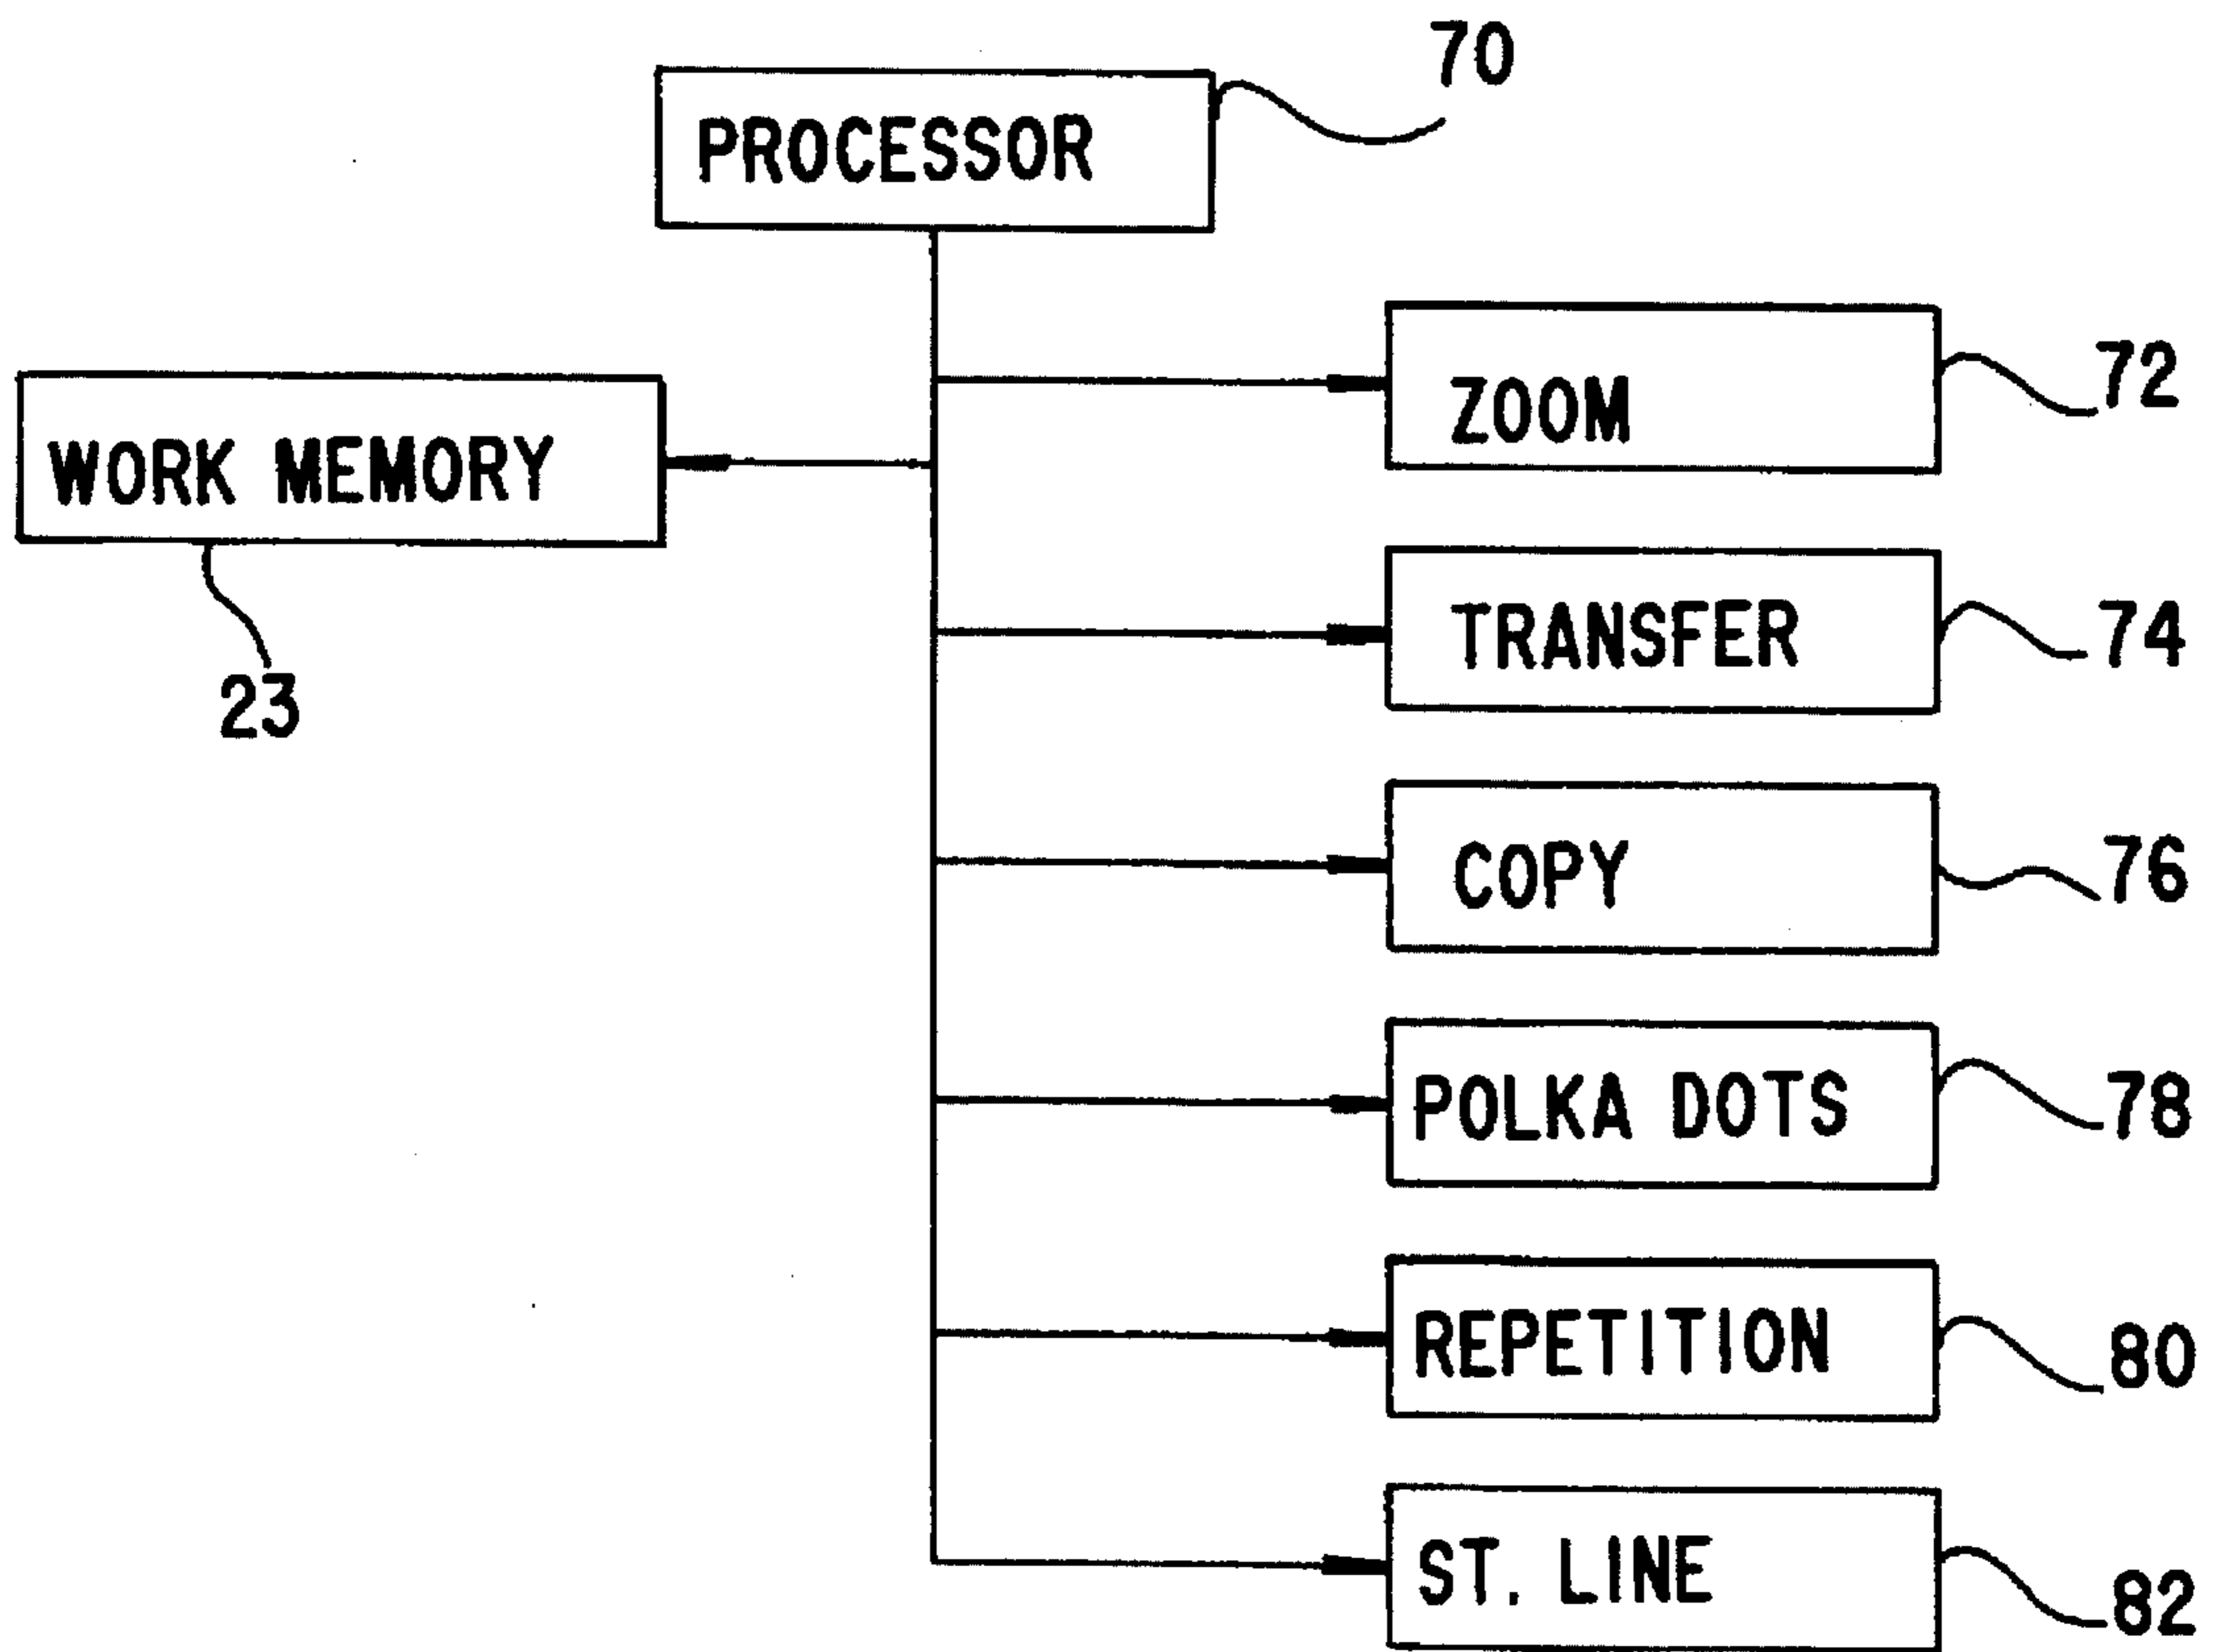 70
PROCESSOR
ZOOM
72
WORK MEMORY
23
TRANSFER
74
COPY
76
POLKA DOTS
78
REPETITION
80
ST. LINE
82